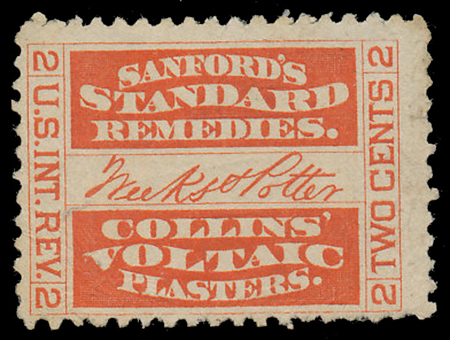 SANFORD'S
STANDARD
REMEDIES.
Weeks & Potter
COLLINS'
VOLTAIC
PLASTERS.
2 U.S. INT. REV. 2
2 TWO CENTS 2